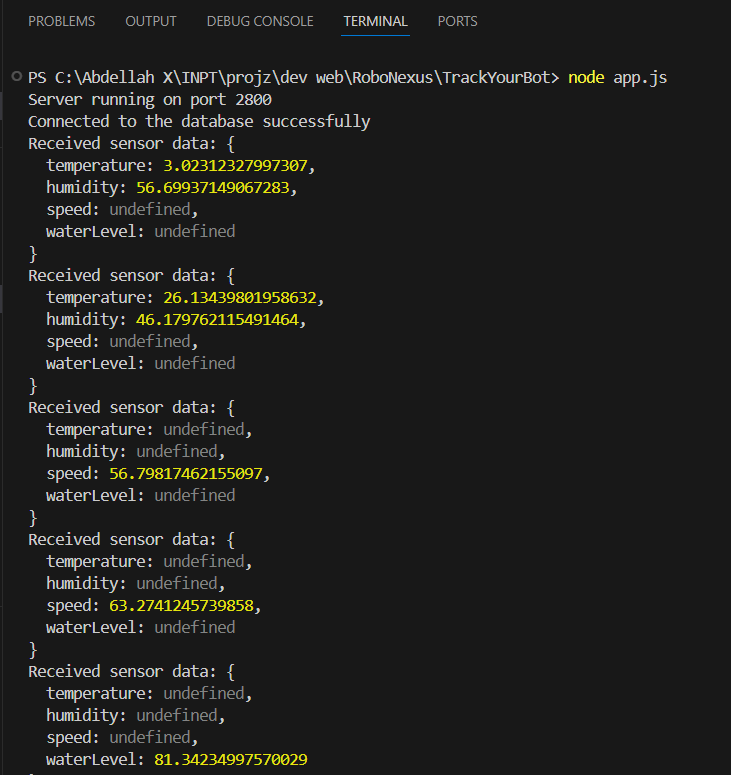 PROBLEMS OUTPUT DEBUG CONSOLE TERMINAL PORTS
PS C:\Abdellah X\INPT\projz\dev web\RoboNexus\TrackYourBot> node app.js
Server running on port 2800
Connected to the database successfully
Received sensor data: {
  temperature: 3.02312327997307,
  humidity: 56.69937149067283,
  speed: undefined,
  waterLevel: undefined
}
Received sensor data: {
  temperature: 26.13439801958632,
  humidity: 46.179762115491464,
  speed: undefined,
  waterLevel: undefined
}
Received sensor data: {
  temperature: undefined,
  humidity: undefined,
  speed: 56.79817462155097,
  waterLevel: undefined
}
Received sensor data: {
  temperature: undefined,
  humidity: undefined,
  speed: 63.2741245739858,
  waterLevel: undefined
}
Received sensor data: {
  temperature: undefined,
  humidity: undefined,
  speed: undefined,
  waterLevel: 81.34234997570029